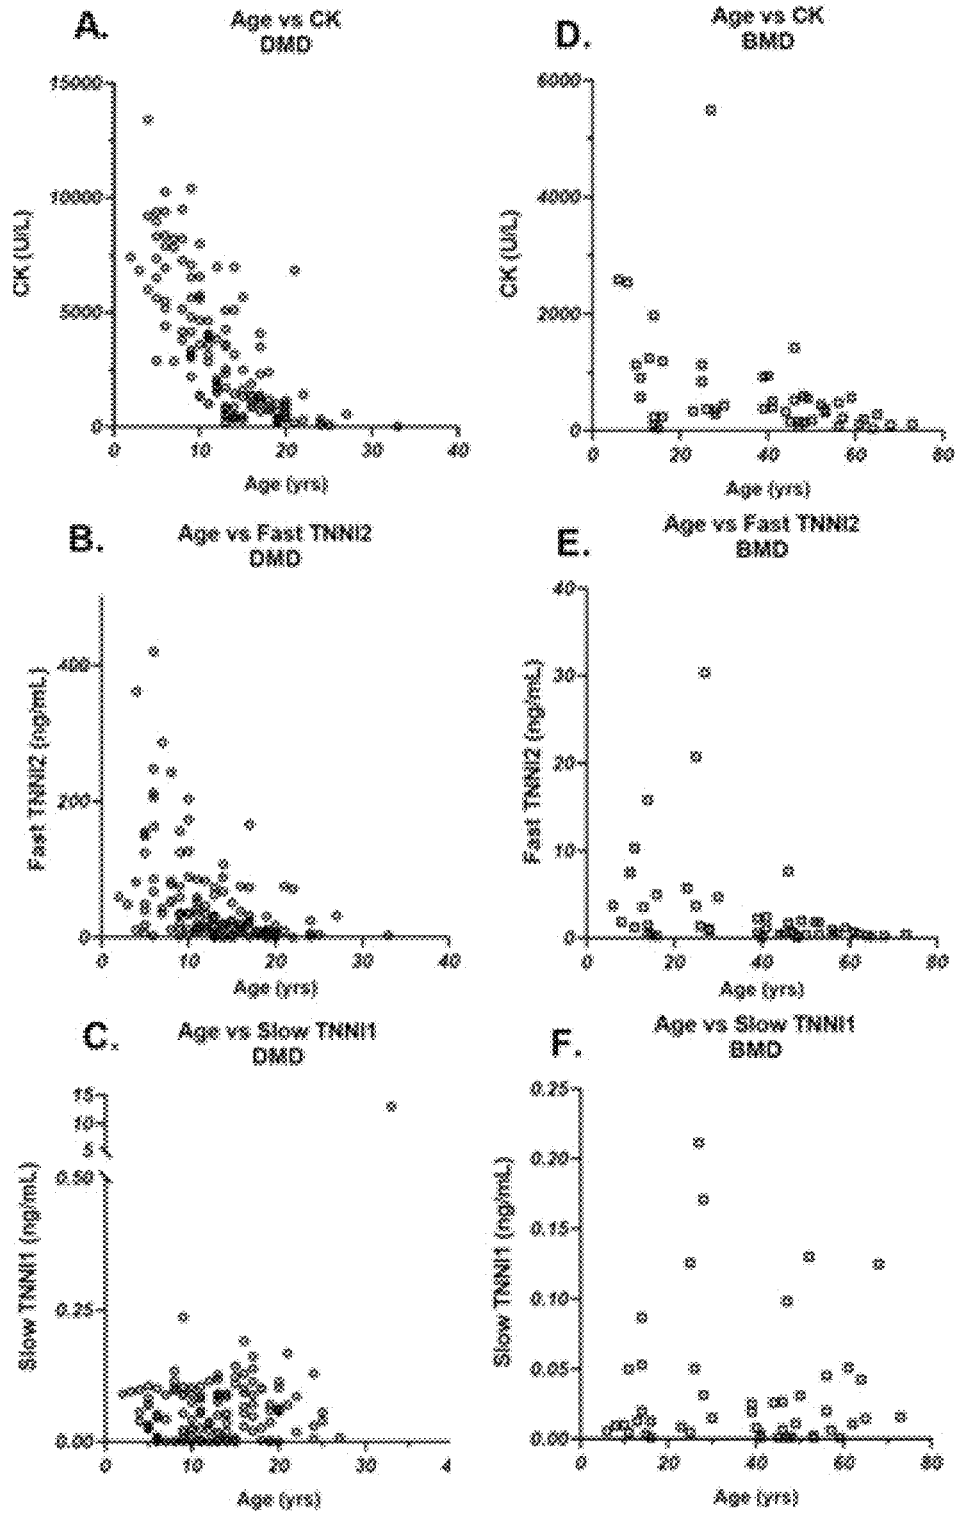 A.
Age vs CK
DMD
15000
10000
5000
0
CK (U/L)
0 10 20 30 40
Age (yrs)
D.
Age vs CK
BMD
6000
4000
2000
0
CK (U/L)
0 20 40 60 80
Age (yrs)
B.
Age vs Fast TNNI2
DMD
400
200
0
Fast TNNI2 (ng/mL)
0 10 20 30 40
Age (yrs)
E.
Age vs Fast TNNI2
BMD
40
30
20
10
0
Fast TNNI2 (ng/mL)
0 20 40 60 80
Age (yrs)
C.
Age vs Slow TNNI1
DMD
15
10
5
0.50
0.25
0.00
Slow TNNI1 (ng/mL)
0 10 20 30 4
Age (yrs)
F.
Age vs Slow TNNI1
BMD
0.25
0.20
0.15
0.10
0.05
0.00
Slow TNNI1 (ng/mL)
0 20 40 60 80
Age (yrs)